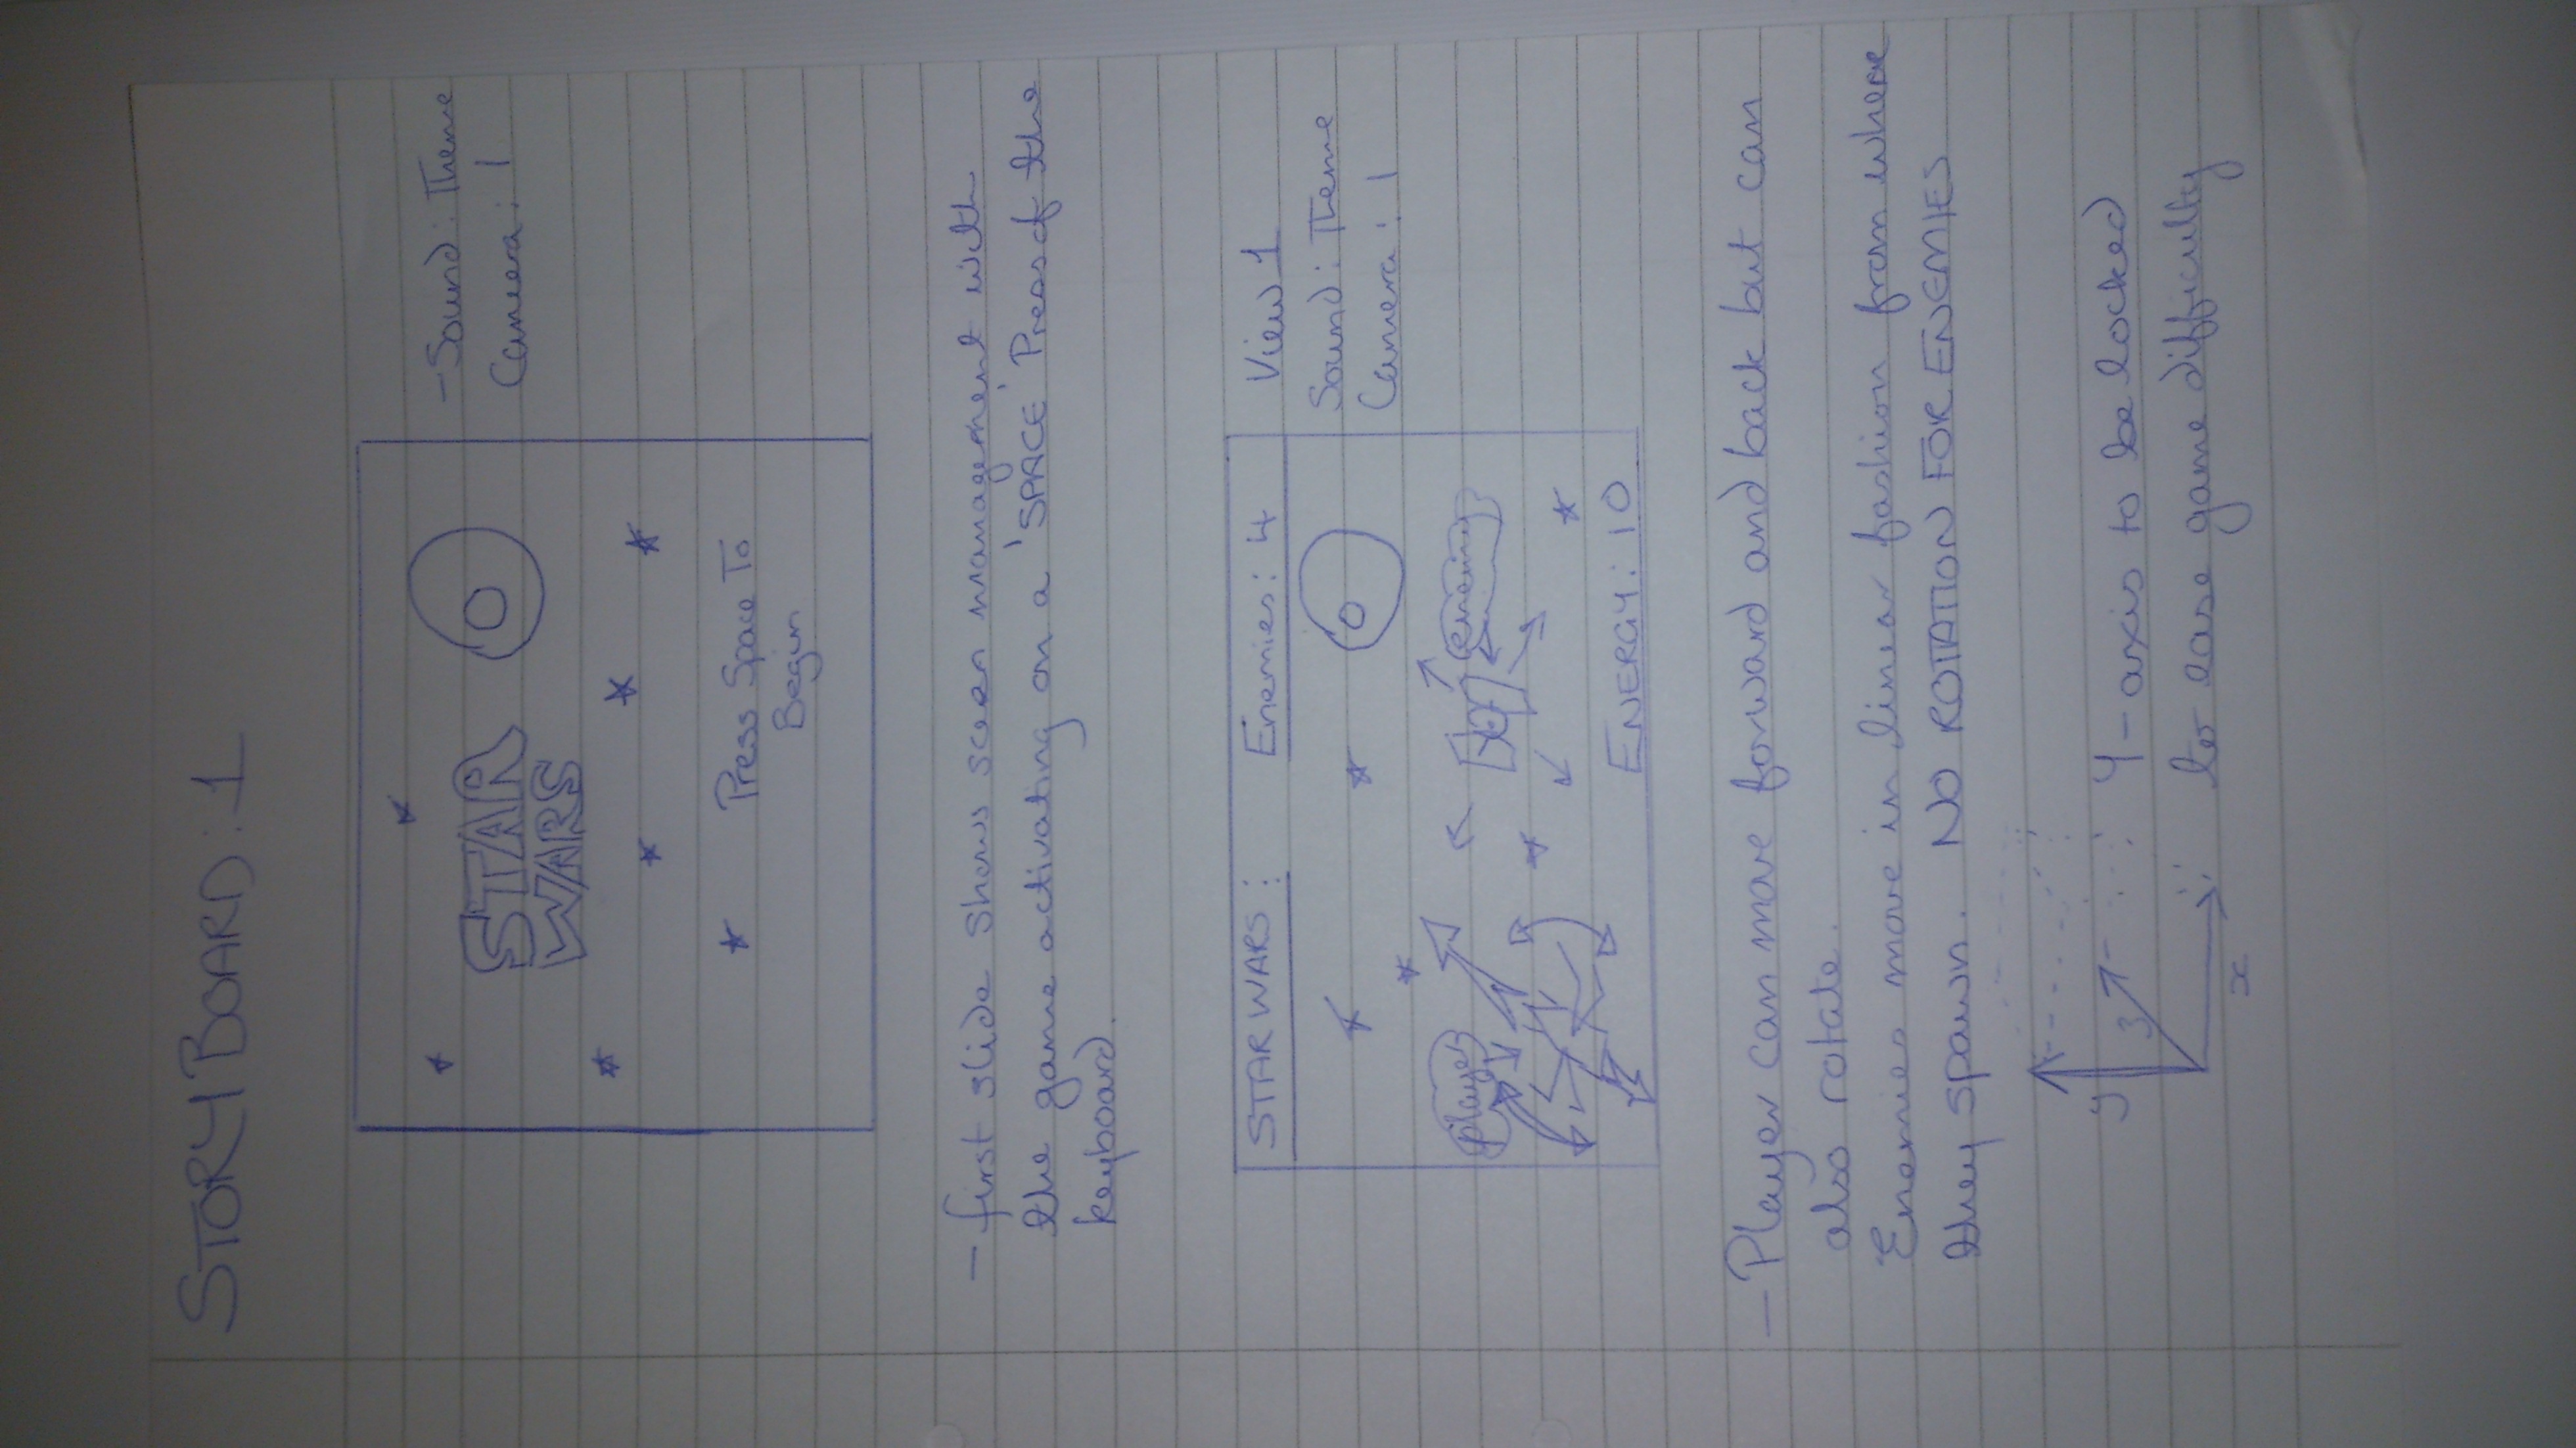 STORYBOARD: 1
- Sound: Theme
Camera: 1
STAR
WARS
Press Space To
Begin
- first slide shows screen management with
the game activating on a 'SPACE' Press of the
keyboard.
STAR WARS: Enemies: 4
View 1
Sound: Theme
Camera: 1
player
enemy
ENERGY: 10
- Player can move forward and back but can
also rotate.
Enemies move in linear fashion from where
they spawn. NO ROTATION FOR ENEMIES
y
3
x
Y-axis to be locked
to ease game difficulty